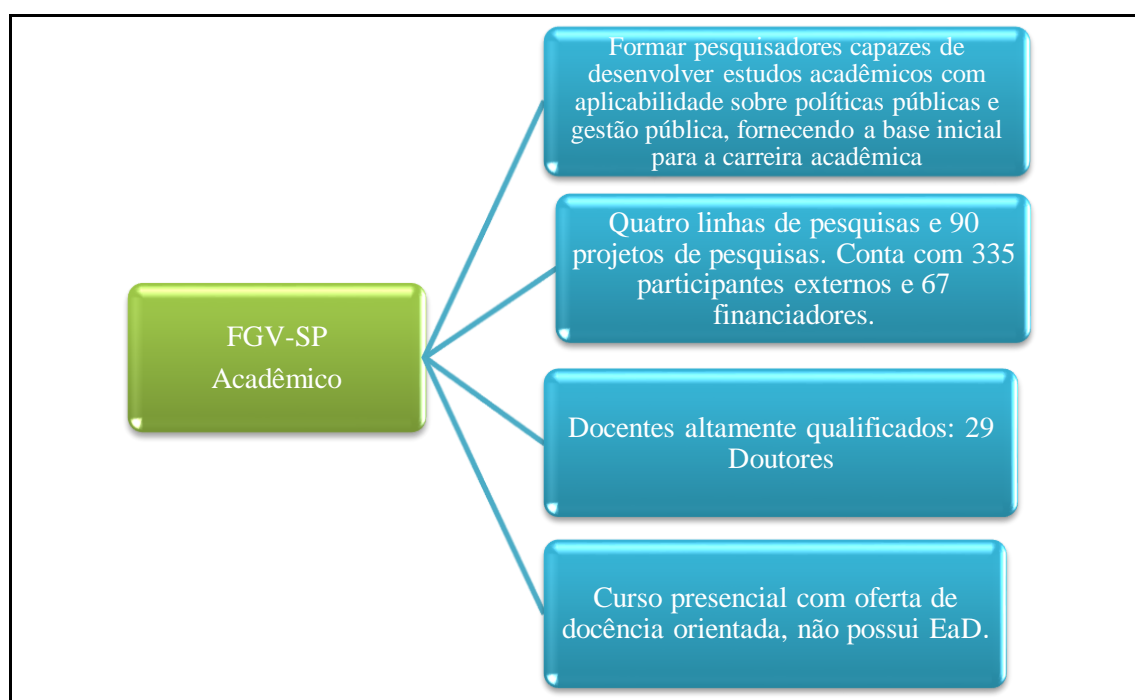 Formar pesquisadores capazes de
desenvolver estudos acadêmicos com
aplicabilidade sobre políticas públicas e
gestão pública, fornecendo a base inicial
para a carreira acadêmica
Quatro linhas de pesquisas e 90
projetos de pesquisas. Conta com 335
participantes externos e 67
financiadores.
FGV-SP
Acadêmico
Docentes altamente qualificados: 29
Doutores
Curso presencial com oferta de
docência orientada, não possui EaD.